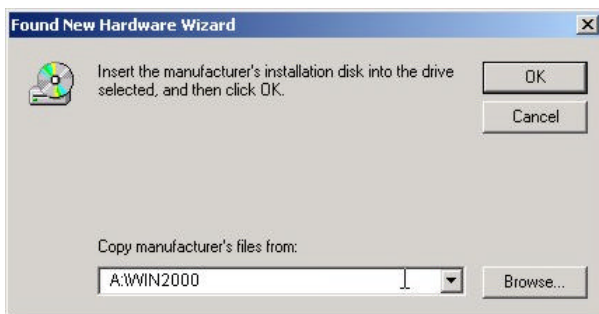 Found New Hardware Wizard
Insert the manufacturer's installation disk into the drive
selected, and then click OK.
OK
Cancel
Copy manufacturer's files from:
A:\WIN2000
Browse...